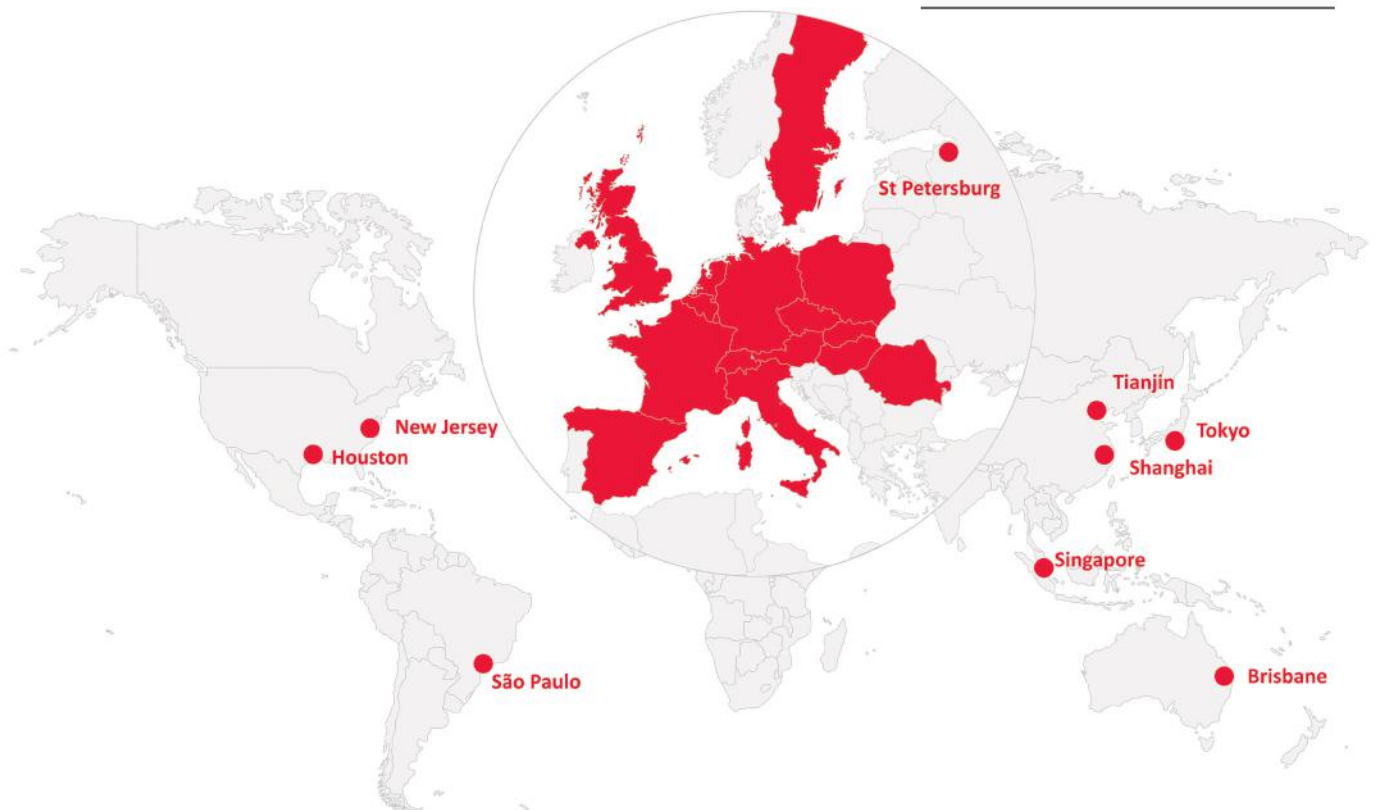 St Petersburg
Tianjin
New Jersey
Tokyo
Houston
Shanghai
Singapore
São Paulo
Brisbane